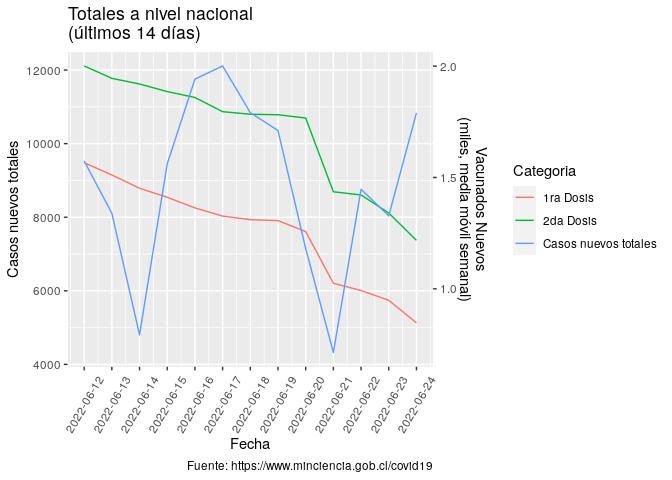 Totales a nivel nacional
(últimos 14 días)
Casos nuevos totales
12000
10000
8000
6000
4000
2.0
1.5
1.0
Vacunados Nuevos
(miles, media móvil semanal)
2022-06-12
2022-06-13
2022-06-14
2022-06-15
2022-06-16
2022-06-17
2022-06-18
2022-06-19
2022-06-20
2022-06-21
2022-06-22
2022-06-23
2022-06-24
Fecha
Categoria
1ra Dosis
2da Dosis
Casos nuevos totales
Fuente: https://www.minciencia.gob.cl/covid19